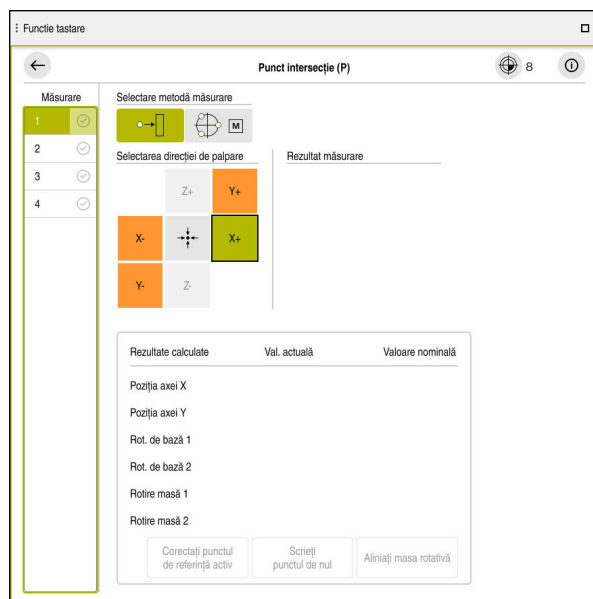 Functie tastare
Punct intersecție (P)
8
Măsurare
Selectare metodă măsurare
1
M
2
Selectarea direcției de palpare
Rezultat măsurare
3
Z+
Y+
4
X-
X+
Y-
Z-
Rezultate calculate
Val. actuală
Valoare nominală
Poziția axei X
Poziția axei Y
Rot. de bază 1
Rot. de bază 2
Rotire masă 1
Rotire masă 2
Corectați punctul
de referință activ
Scrieți
punctul de nul
Aliniați masa rotativă